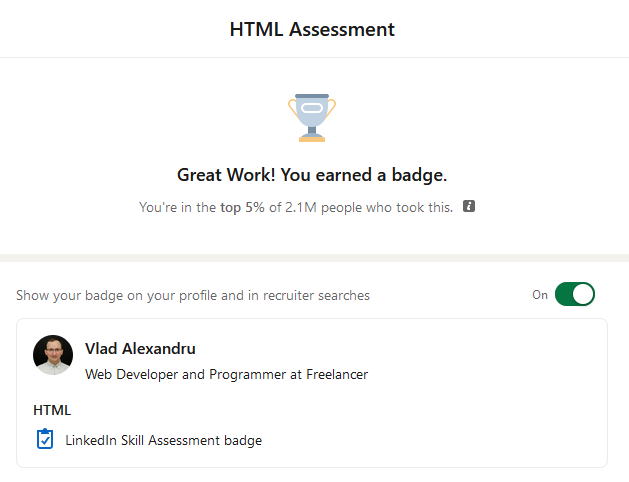 HTML Assessment
Great Work! You earned a badge.
You're in the top 5% of 2.1M people who took this.
Show your badge on your profile and in recruiter searches
On
Vlad Alexandru
Web Developer and Programmer at Freelancer
HTML
LinkedIn Skill Assessment badge